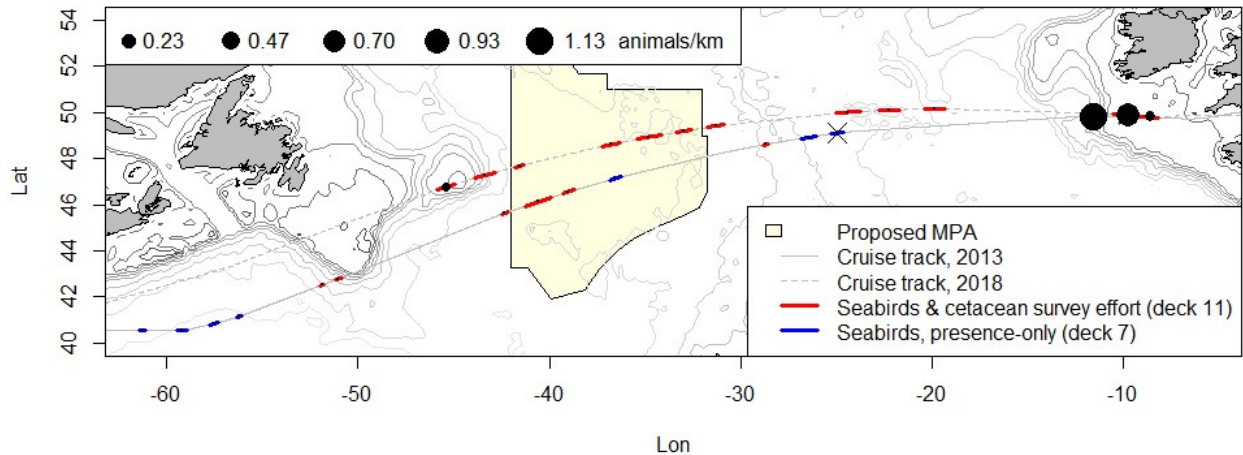 0.23 0.47 0.70 0.93 1.13 animals/km
54
52
50
48
46
44
42
40
Lat
Proposed MPA
Cruise track, 2013
Cruise track, 2018
Seabirds & cetacean survey effort (deck 11)
Seabirds, presence-only (deck 7)
-60 -50 -40 -30 -20 -10
Lon